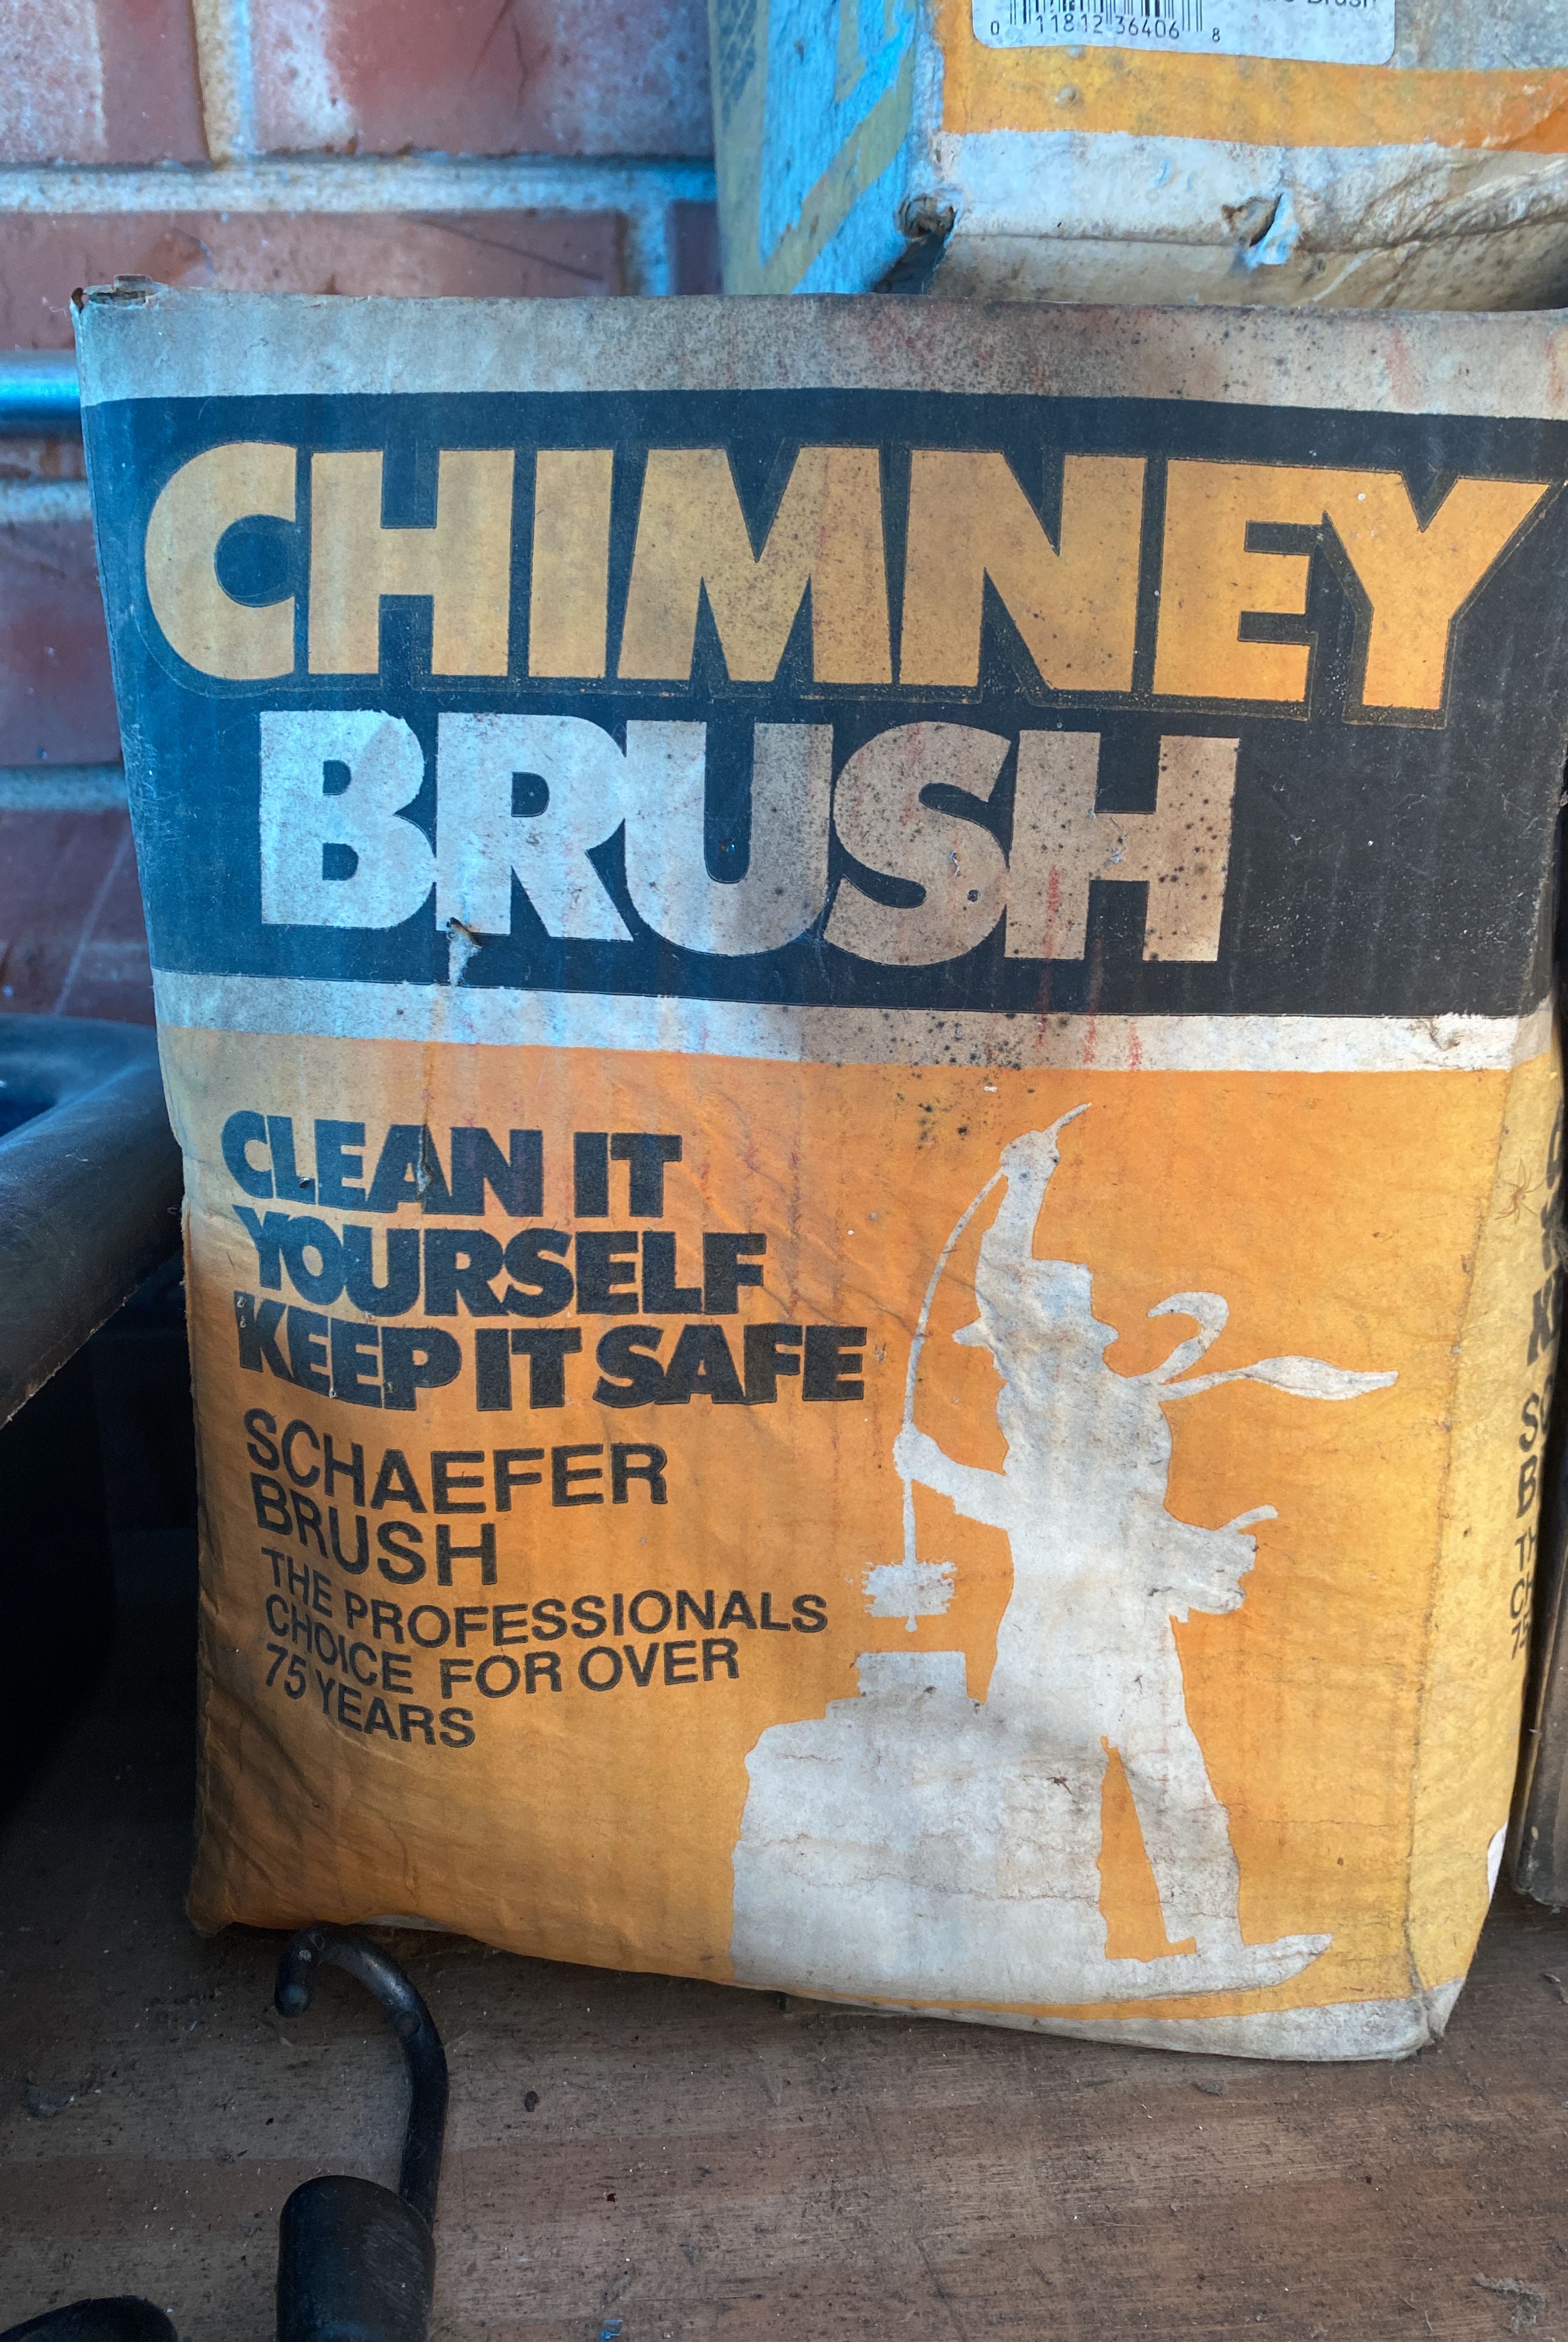 Brush
0 11812 36406 8
CHIMNEY
BRUSH
CLEAN IT
YOURSELF
KEEP IT SAFE
SCHAEFER
BRUSH
THE PROFESSIONALS
CHOICE FOR OVER
75 YEARS